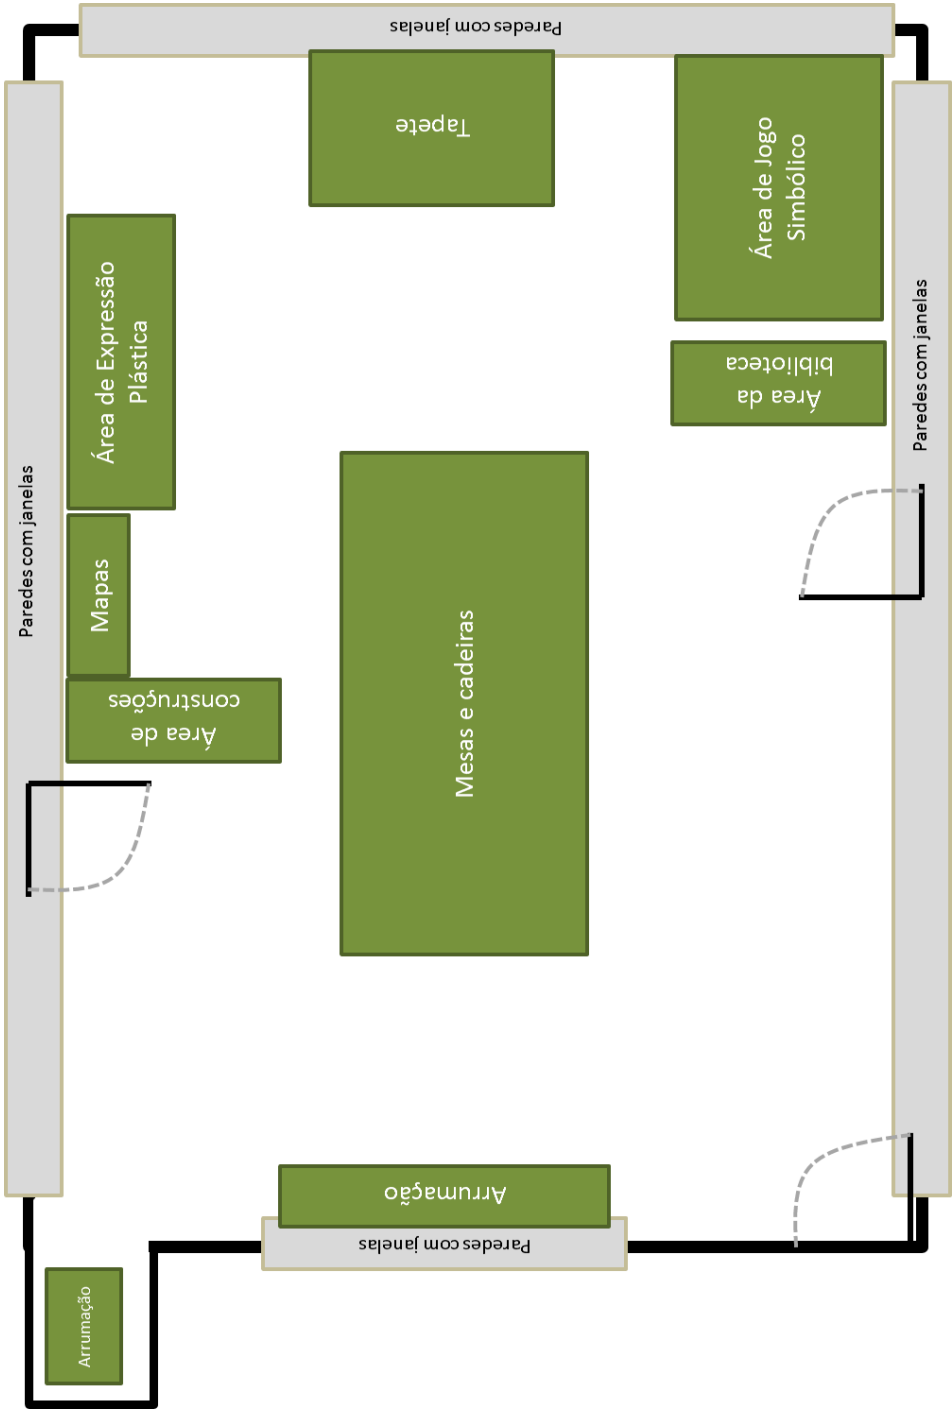 Paredes com janelas
Tapete
Área de Jogo
Simbólico
Área de Expressão
Plástica
Paredes com janelas
Área da
biblioteca
Paredes com janelas
Mapas
Mesas e cadeiras
Área de
construções
Arrumação
Paredes com janelas
Arrumação